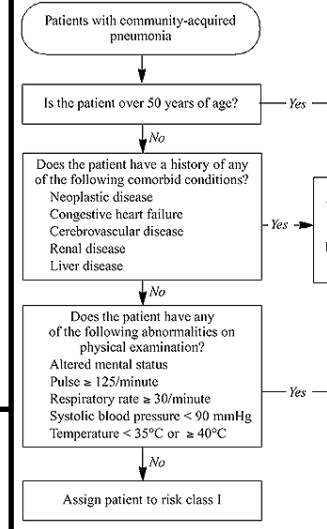 Patients with community-acquired
pneumonia
Is the patient over 50 years of age?
Yes
No
Does the patient have a history of any
of the following comorbid conditions?
Neoplastic disease
Congestive heart failure
Cerebrovascular disease
Renal disease
Liver disease
Yes
No
Does the patient have any
of the following abnormalities on
physical examination?
Altered mental status
Pulse ≥ 125/minute
Respiratory rate ≥ 30/minute
Systolic blood pressure < 90 mmHg
Temperature < 35°C or ≥ 40°C
Yes
No
Assign patient to risk class I